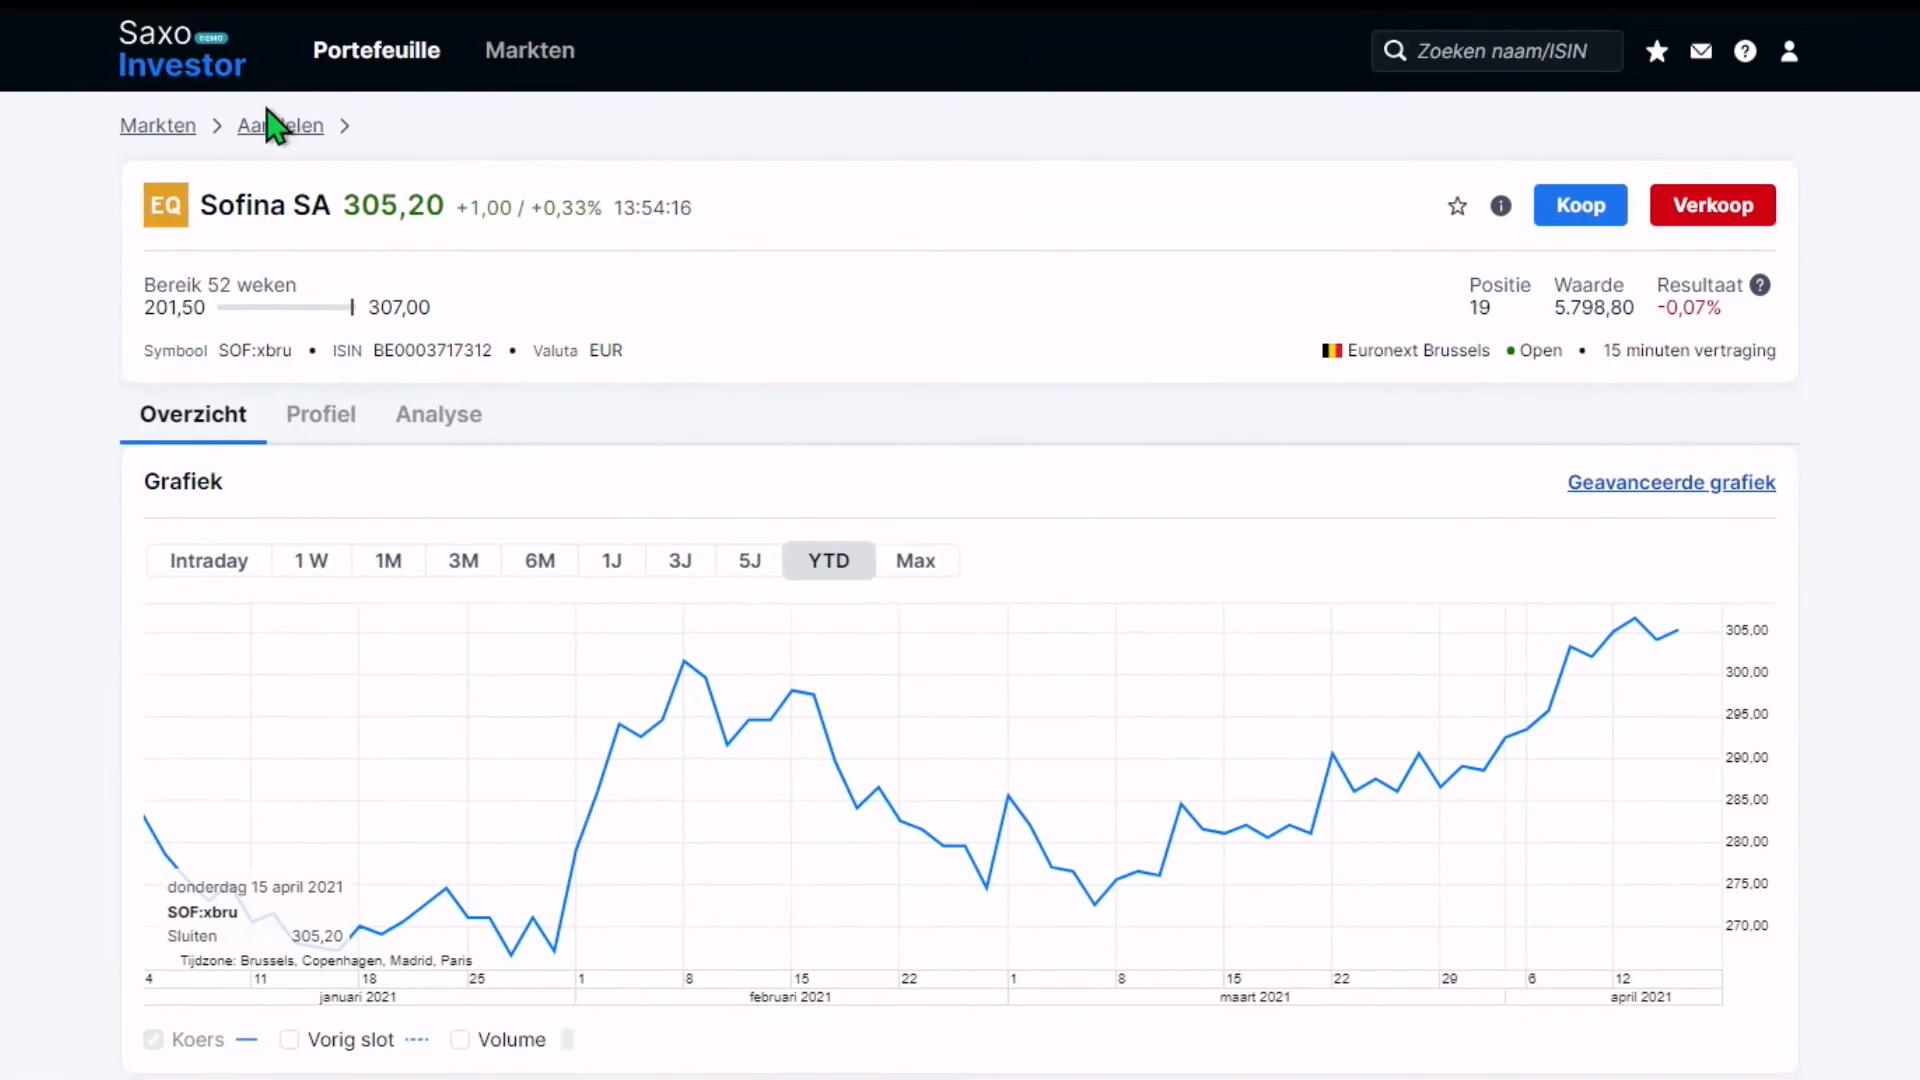 Saxo DEMO
Investor
Portefeuille
Markten
Zoeken naam/ISIN
Markten > Aandelen >
EQ Sofina SA 305,20 +1,00 / +0,33% 13:54:16
Koop
Verkoop
Bereik 52 weken
201,50 307,00
Positie Waarde Resultaat ?
19 5.798,80 -0,07%
Symbool SOF:xbru • ISIN BE0003717312 • Valuta EUR
Euronext Brussels • Open • 15 minuten vertraging
Overzicht Profiel Analyse
Grafiek
Geavanceerde grafiek
Intraday 1 W 1M 3M 6M 1J 3J 5J YTD Max
305,00
300,00
295,00
290,00
285,00
280,00
275,00
270,00
donderdag 15 april 2021
SOF:xbru
Sluiten 305,20
Tijdzone: Brussels, Copenhagen, Madrid, Paris
4 11 18 25 1 8 15 22 1 8 15 22 29 6 12
januari 2021 februari 2021 maart 2021 april 2021
Koers Vorig slot Volume